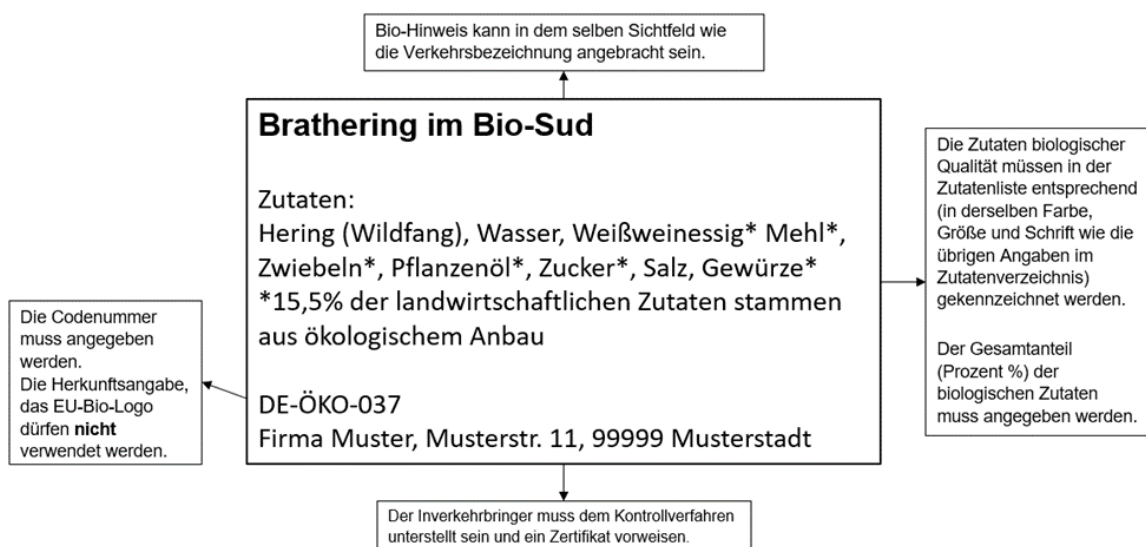 Bio-Hinweis kann in dem selben Sichtfeld wie
die Verkehrsbezeichnung angebracht sein.
Brathering im Bio-Sud
Zutaten:
Hering (Wildfang), Wasser, Weißweinessig* Mehl*,
Zwiebeln*, Pflanzenöl*, Zucker*, Salz, Gewürze*
*15,5% der landwirtschaftlichen Zutaten stammen
aus ökologischem Anbau
DE-ÖKO-037
Firma Muster, Musterstr. 11, 99999 Musterstadt
Die Zutaten biologischer
Qualität müssen in der
Zutatenliste entsprechend
(in derselben Farbe,
Größe und Schrift wie die
übrigen Angaben im
Zutatenverzeichnis)
gekennzeichnet werden.
Der Gesamtanteil
(Prozent %) der
biologischen Zutaten
muss angegeben werden.
Die Codenummer
muss angegeben
werden.
Die Herkunftsangabe,
das EU-Bio-Logo
dürfen nicht
verwendet werden.
Der Inverkehrbringer muss dem Kontrollverfahren
unterstellt sein und ein Zertifikat vorweisen.